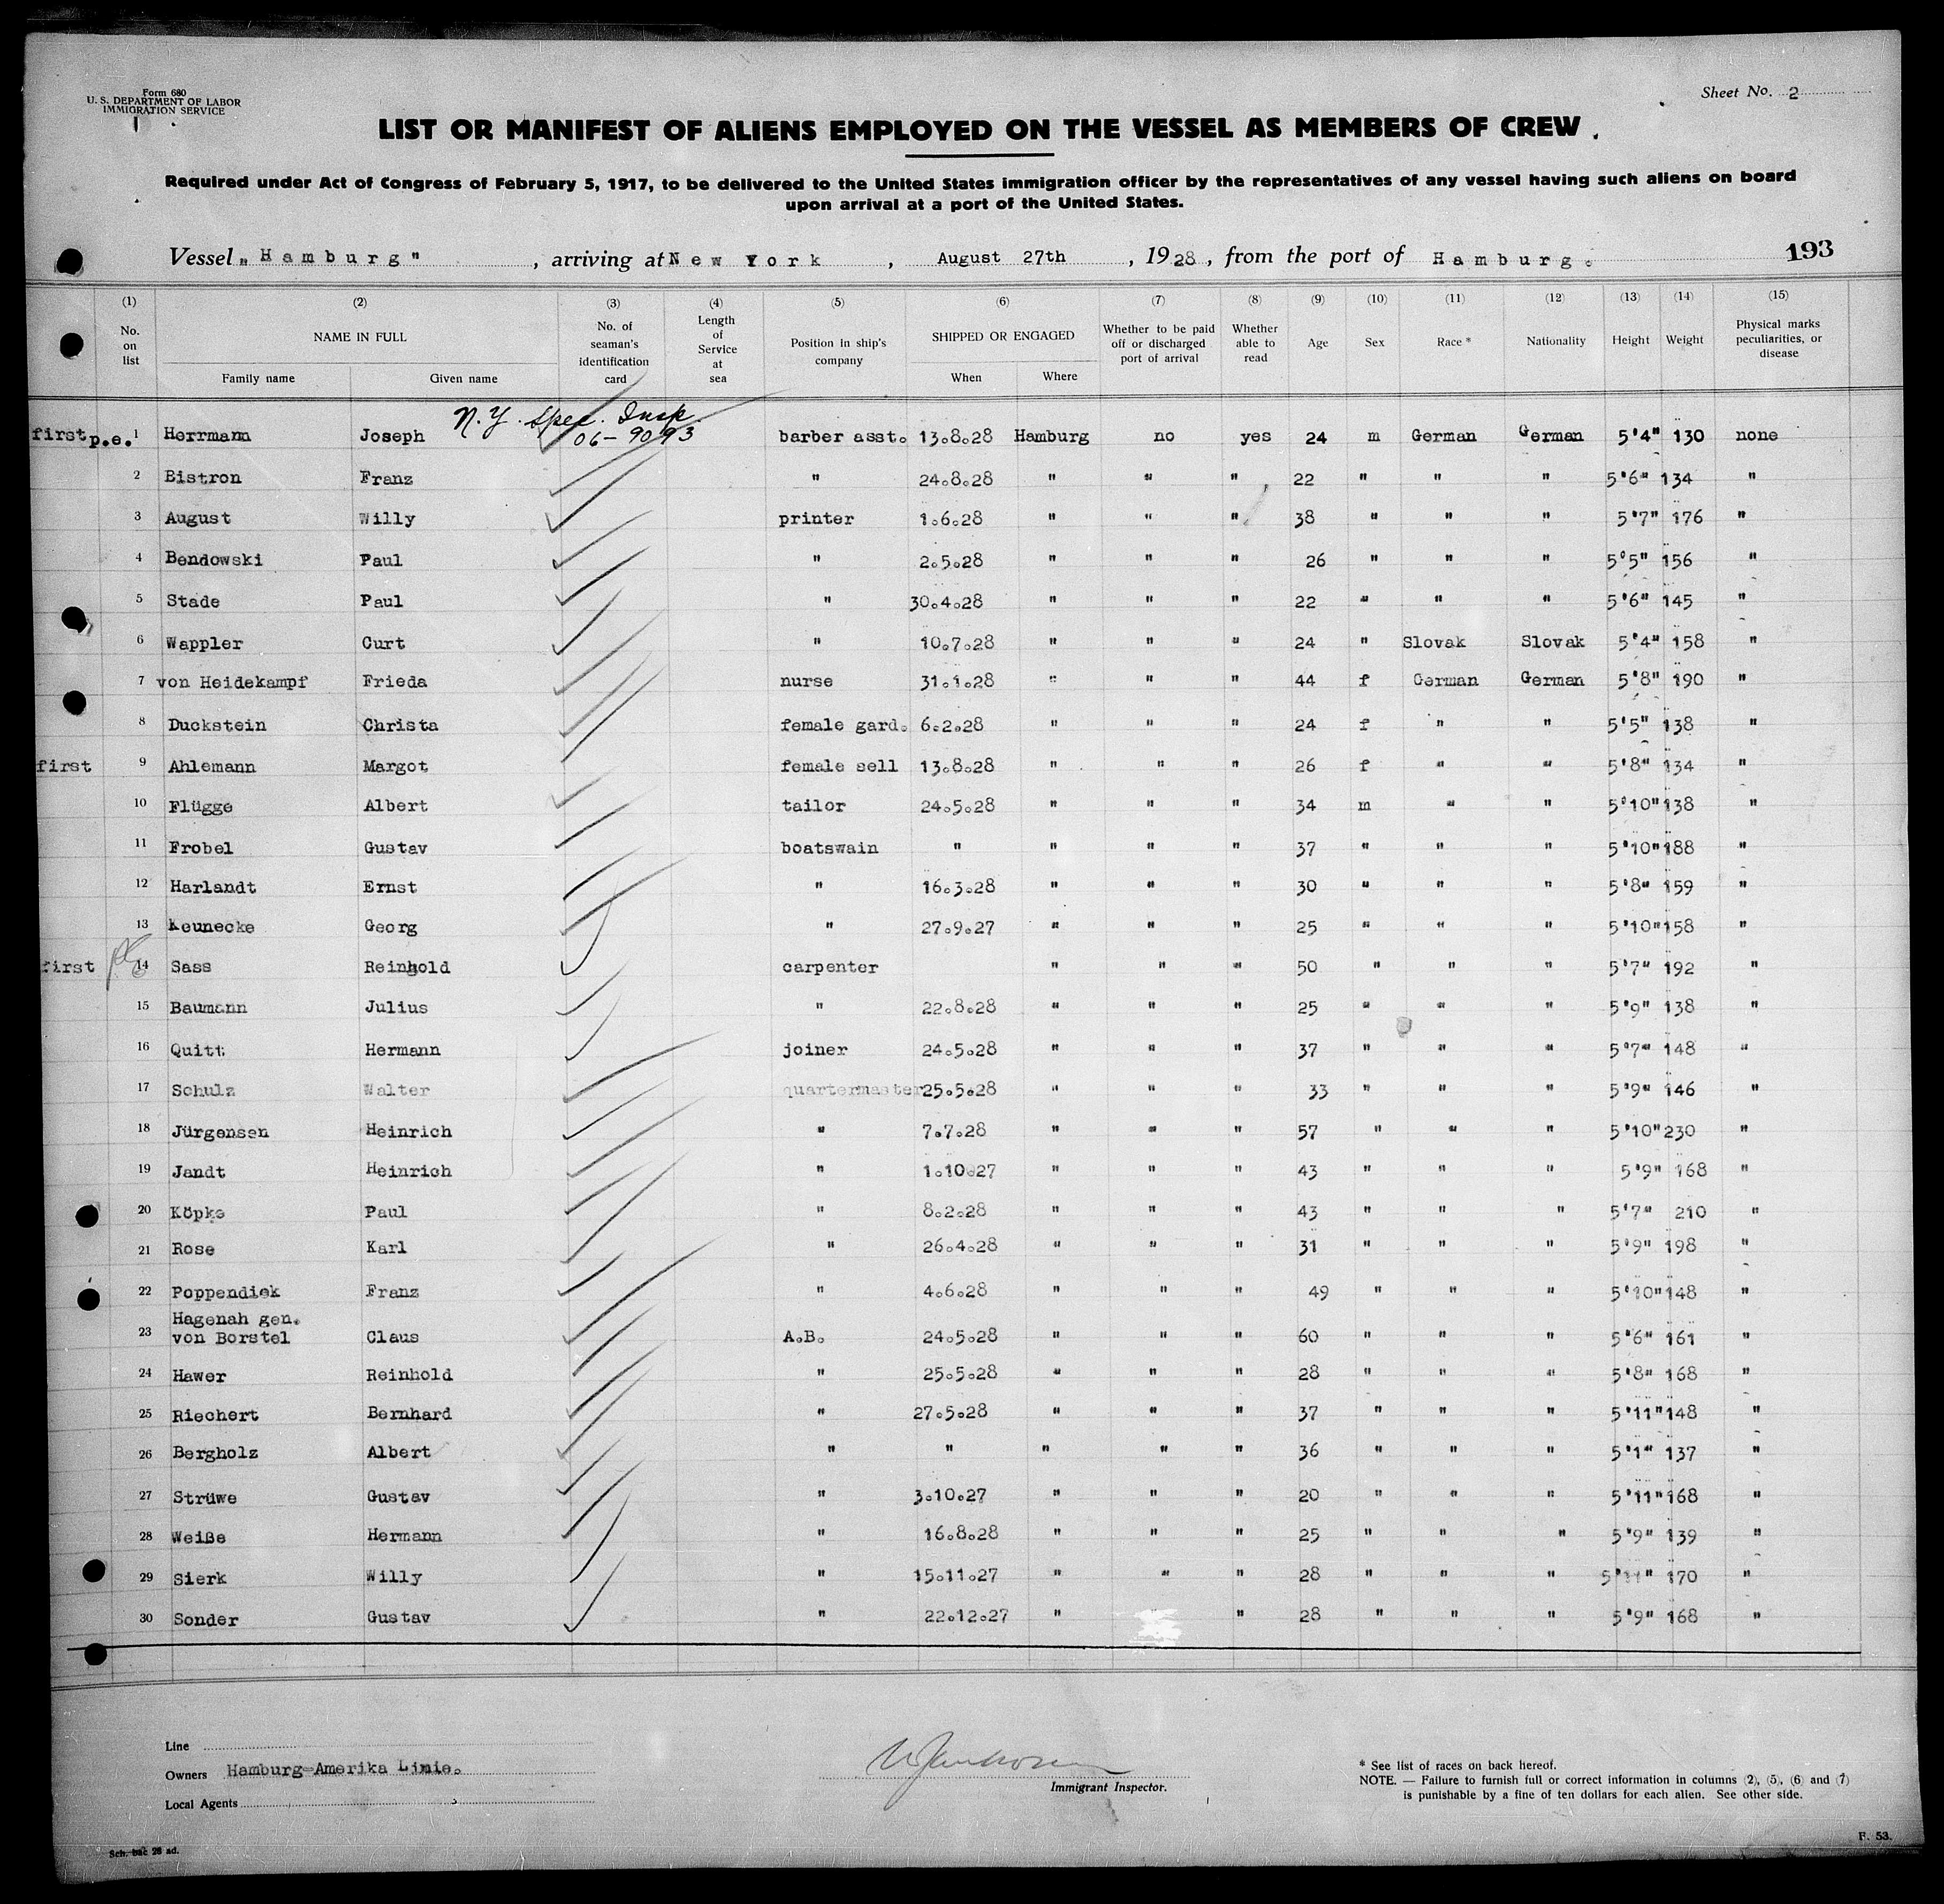 Form 680
U. S. DEPARTMENT OF LABOR
IMMIGRATION SERVICE
Sheet No. 2
LIST OR MANIFEST OF ALIENS EMPLOYED ON THE VESSEL AS MEMBERS OF CREW
Required under Act of Congress of February 5, 1917, to be delivered to the United States immigration officer by the representatives of any vessel having such aliens on board
upon arrival at a port of the United States.
Vessel „Hamburg", arriving at New York, August 27th, 1928, from the port of Hamburg. 193
(1) (2) (3) (4) (5) (6) (7) (8) (9) (10) (11) (12) (13) (14) (15)
No. on list NAME IN FULL Family name Given name No. of seaman's identification card Length of Service at sea Position in ship's company SHIPPED OR ENGAGED When Where Whether to be paid off or discharged port of arrival Whether able to read Age Sex Race * Nationality Height Weight Physical marks peculiarities, or disease
N.Y. Spec. Insp.
first p.e. 1 Herrmann Joseph 06-9093 barber asst. 13.8.28 Hamburg no yes 24 m German German 5'4" 130 none
2 Bistron Franz " 24.8.28 " " " 22 " " " 5'6" 134 "
3 August Willy printer 1.6.28 " " " 38 " " " 5'7" 176 "
4 Bendowski Paul " 2.5.28 " " " 26 " " " 5'5" 156 "
5 Stade Paul " 30.4.28 " " " 22 " " " 5'6" 145 "
6 Wappler Curt " 10.7.28 " " " 24 " Slovak Slovak 5'4" 158 "
7 von Heidekampf Frieda nurse 31.1.28 " " " 44 f German German 5'8" 190 "
8 Duckstein Christa female gard. 6.2.28 " " " 24 f " " 5'5" 138 "
first 9 Ahlemann Margot female sell 13.8.28 " " " 26 f " " 5'8" 134 "
10 Flügge Albert tailor 24.5.28 " " " 34 m " " 5'10" 138 "
11 Frobel Gustav boatswain " " " " 37 " " " 5'10" 188 "
12 Harlandt Ernst " 16.3.28 " " " 30 " " " 5'8" 159 "
13 Keunecke Georg " 27.9.27 " " " 25 " " " 5'10" 158 "
first 14 Sass Reinhold carpenter " " " 50 " " " 5'7" 192 "
15 Baumann Julius " 22.8.28 " " " 25 " " " 5'9" 138 "
16 Quitt Hermann joiner 24.5.28 " " " 37 " " " 5'7" 148 "
17 Schulz Walter quartermaster 25.5.28 " " " 33 " " " 5'9" 146 "
18 Jürgensen Heinrich " 7.7.28 " " " 57 " " " 5'10" 230 "
19 Jandt Heinrich " 1.10.27 " " " 43 " " " 5'9" 168 "
20 Köpke Paul " 8.2.28 " " " 43 " " " 5'7" 210 "
21 Rose Karl " 26.4.28 " " " 31 " " " 5'9" 198 "
22 Poppendiek Franz " 4.6.28 " " " 49 " " " 5'10" 148 "
Hagenah gen.
23 von Borstel Claus A.B. 24.5.28 " " " 60 " " " 5'6" 161 "
24 Hawer Reinhold " 25.5.28 " " " 28 " " " 5'8" 168 "
25 Riechert Bernhard " 27.5.28 " " " 37 " " " 5'11" 148 "
26 Bergholz Albert " " " " " 36 " " " 5'1" 137 "
27 Strüwe Gustav " 3.10.27 " " " 20 " " " 5'11" 168 "
28 Weiße Hermann " 16.8.28 " " " 25 " " " 5'9" 139 "
29 Sierk Willy " 15.11.27 " " " 28 " " " 5'11" 170 "
30 Sonder Gustav " 22.12.27 " " 28 " " " 5'9" 168 "
Line
Owners Hamburg-Amerika Linie.
Local Agents
Immigrant Inspector.
* See list of races on back hereof.
NOTE. — Failure to furnish full or correct information in columns (2), (5), (6) and (7)
is punishable by a fine of ten dollars for each alien. See other side.
F. 53.